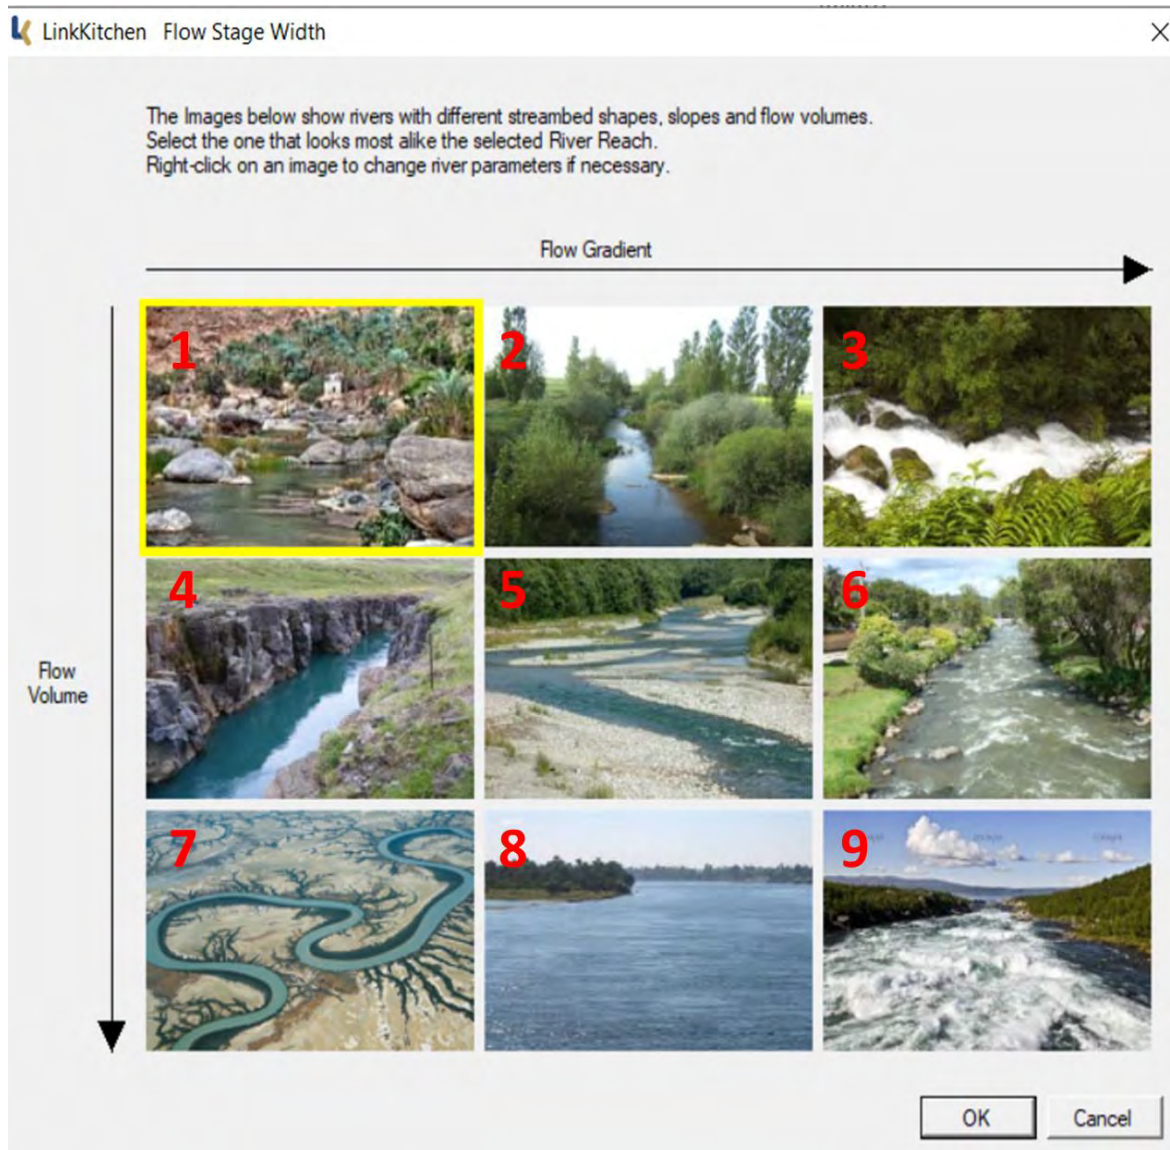 LinkKitchen Flow Stage Width
The Images below show rivers with different streambed shapes, slopes and flow volumes.
Select the one that looks most alike the selected River Reach.
Right-click on an image to change river parameters if necessary.
Flow Gradient
1
2
3
4
5
6
Flow
Volume
7
8
9
OK
Cancel